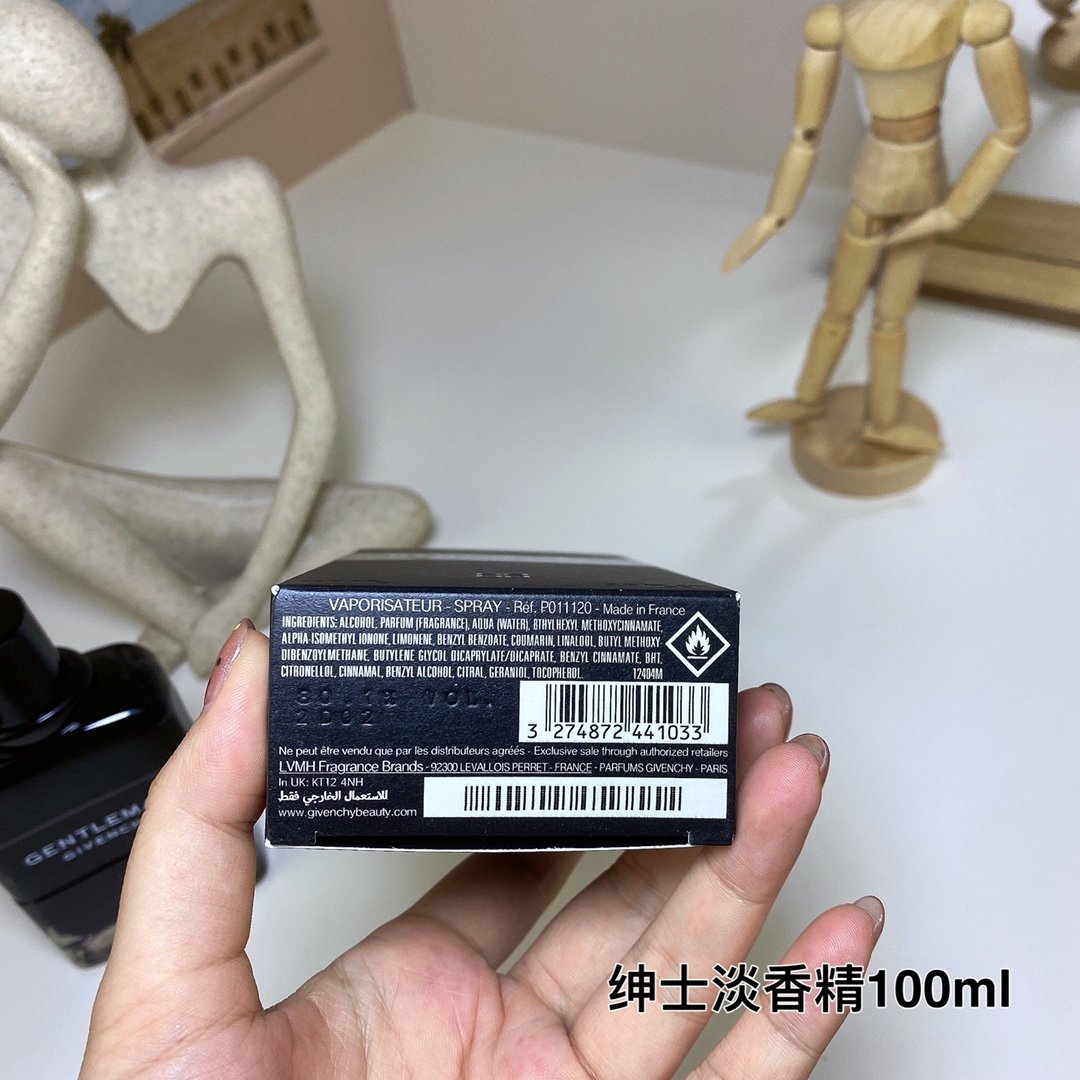 VAPORISATEUR - SPRAY - Réf. P011120 - Made in France
INGREDIENTS: ALCOHOL, PARFUM (FRAGRANCE), AQUA (WATER), ETHYLHEXYL METHOXYCINNAMATE,
ALPHA-ISOMETHYL IONONE, LIMONENE, BENZYL BENZOATE, COUMARIN, LINALOOL, BUTYL METHOXY
DIBENZOYLMETHANE, BUTYLENE GLYCOL DICAPRYLATE/DICAPRATE, BENZYL CINNAMATE, BHT,
CITRONELLOL, CINNAMAL, BENZYL ALCOHOL, CITRAL, GERANIOL, TOCOPHEROL. 12404M
VOL.
2D02
3 274872 441033
Ne peut être vendu que par les distributeurs agréés - Exclusive sale through authorized retailers
LVMH Fragrance Brands - 92300 LEVALLOIS PERRET - FRANCE - PARFUMS GIVENCHY - PARIS
In UK: KT12 4NH
للاستعمال الخارجي فقط
www.givenchybeauty.com
GENTLEM
GIVENC
绅士淡香精100ml